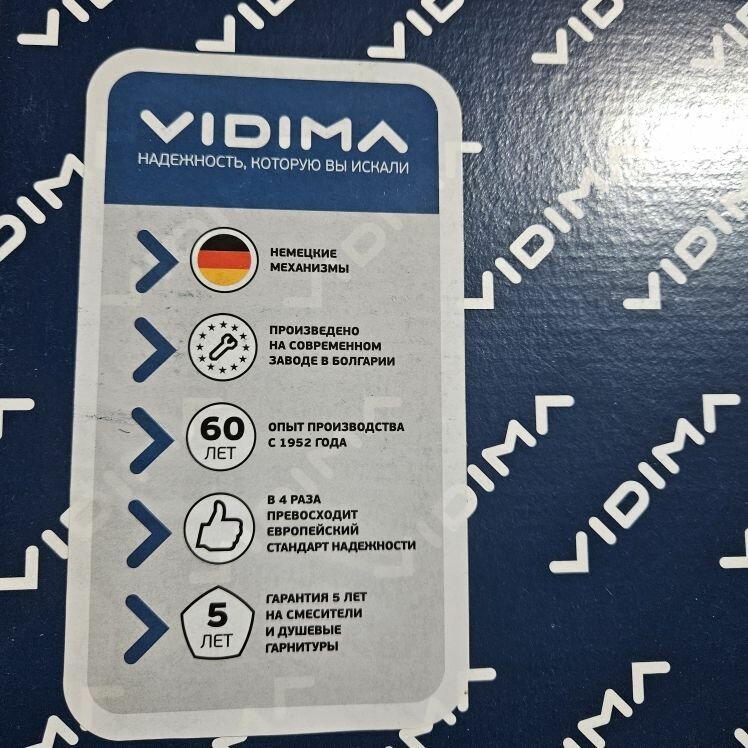 VIDIMA
НАДЕЖНОСТЬ, КОТОРУЮ ВЫ ИСКАЛИ
НЕМЕЦКИЕ
МЕХАНИЗМЫ
ПРОИЗВЕДЕНО
НА СОВРЕМЕННОМ
ЗАВОДЕ В БОЛГАРИИ
60
ЛЕТ
ОПЫТ ПРОИЗВОДСТВА
С 1952 ГОДА
В 4 РАЗА
ПРЕВОСХОДИТ
ЕВРОПЕЙСКИЙ
СТАНДАРТ НАДЕЖНОСТИ
5
ЛЕТ
ГАРАНТИЯ 5 ЛЕТ
НА СМЕСИТЕЛИ
И ДУШЕВЫЕ
ГАРНИТУРЫ
VIDIMA
VIDIMA
VIDIMA